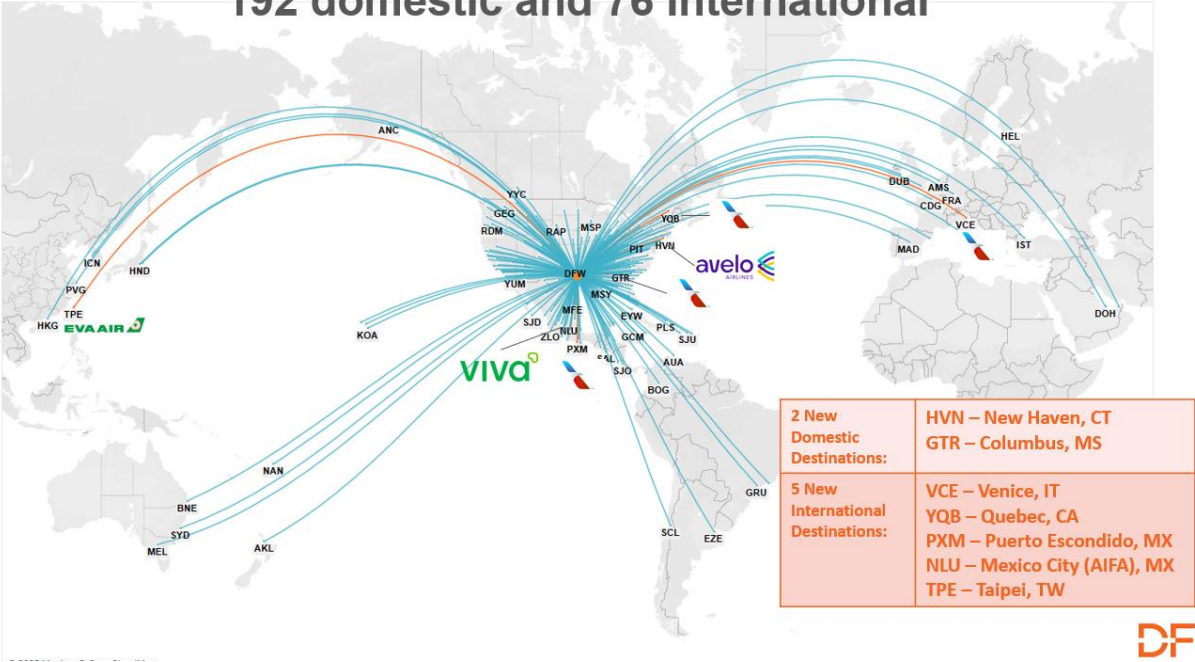 192 domestic and 76 international
ANC
HEL
YYC
GEG
RDM
RAP
MSP
YQB
DUB
AMS
CDG
FRA
VCE
MAD
IST
ICN
HND
PVG
TPE
HKG
EVA AIR
DFW
PIT
HVN
avelo
AIRLINES
GTR
YUM
MSY
MFE
EYW
SJD
ZLO
NLU
PXM
GCM
PLS
SJU
SAL
SJO
AUA
BOG
KOA
DOH
viva
NAN
BNE
SYD
MEL
AKL
GRU
SCL
EZE
2 New
Domestic
Destinations:
HVN – New Haven, CT
GTR – Columbus, MS
5 New
International
Destinations:
VCE – Venice, IT
YQB – Quebec, CA
PXM – Puerto Escondido, MX
NLU – Mexico City (AIFA), MX
TPE – Taipei, TW
DF